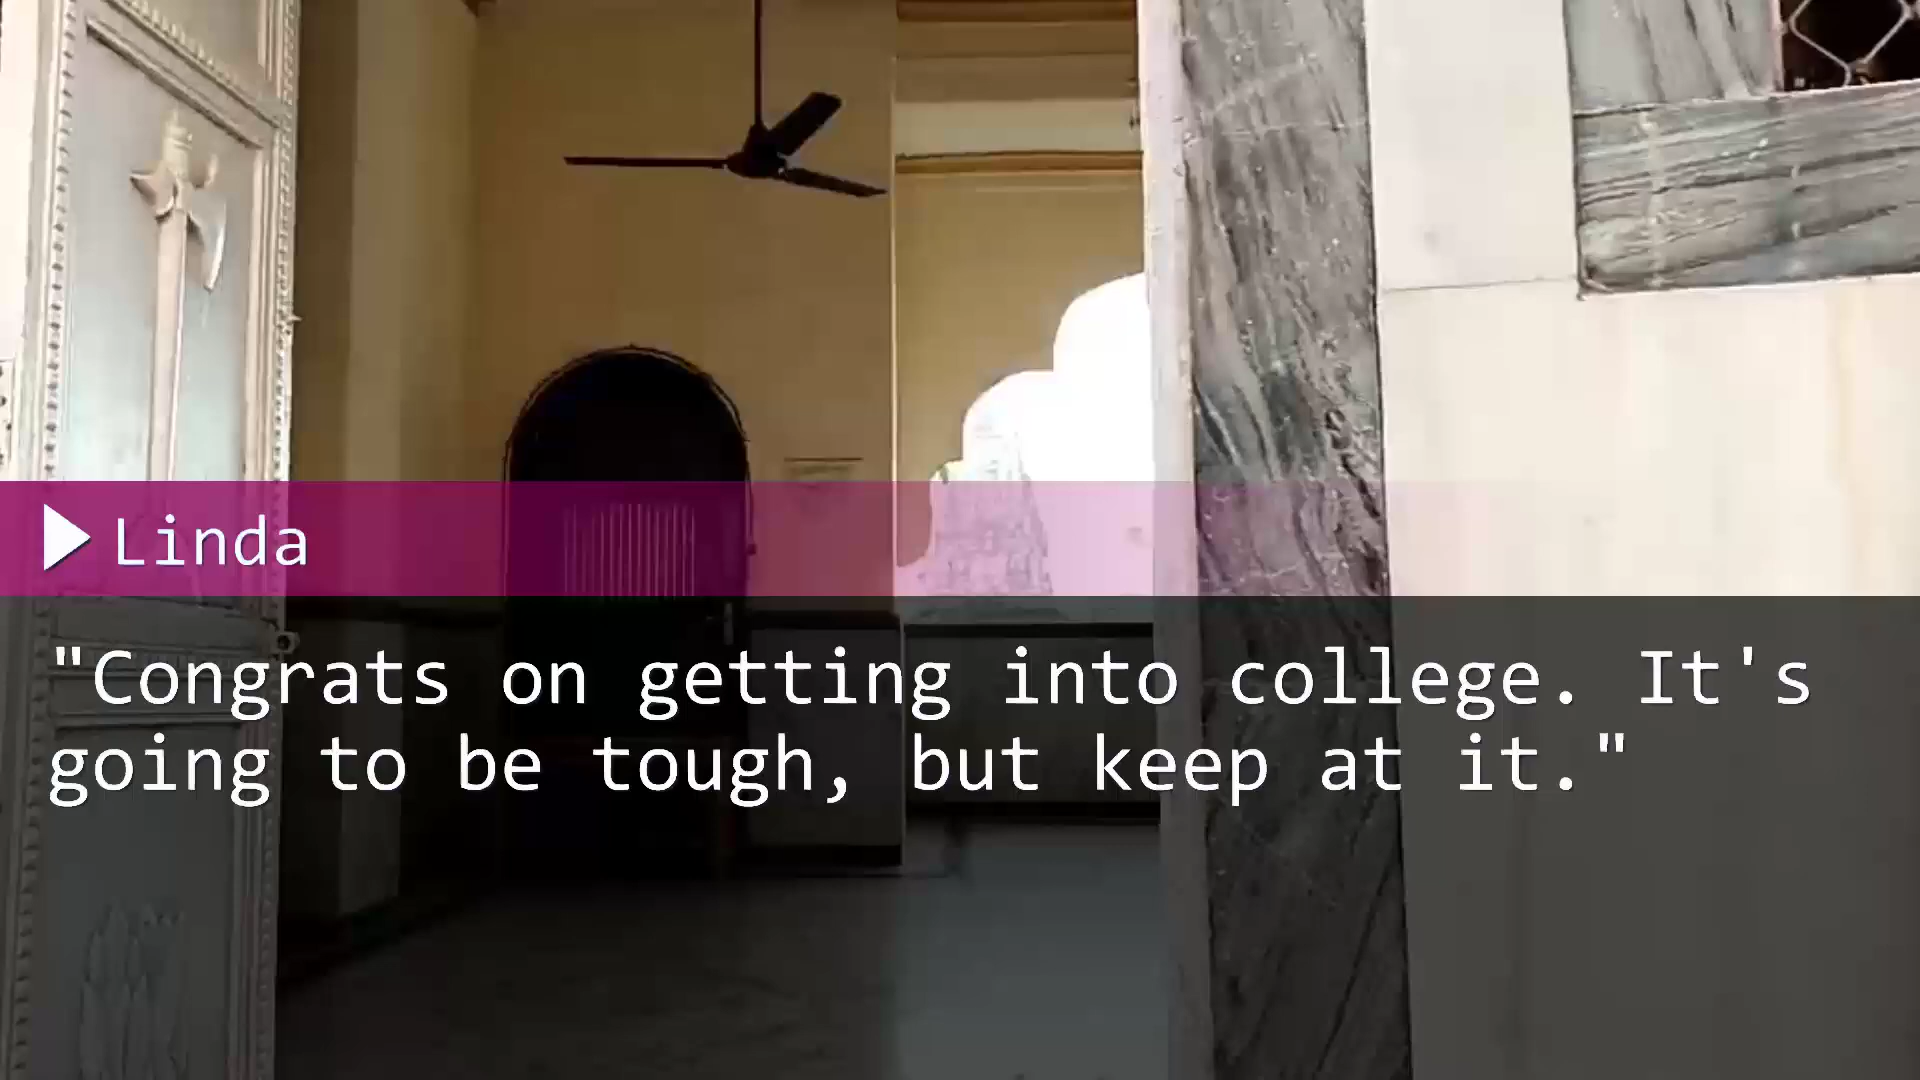 Linda
"Congrats on getting into college. It's
going to be tough, but keep at it."